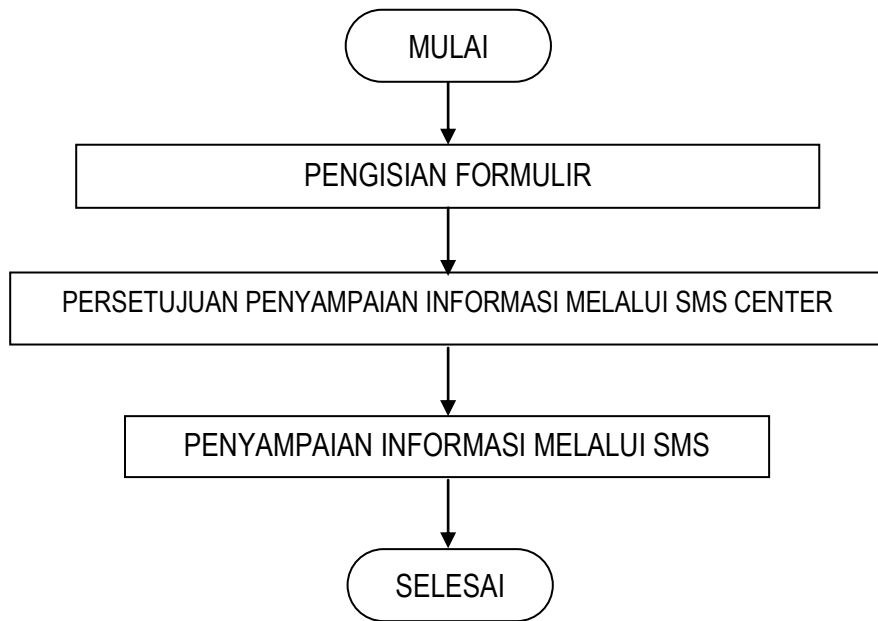 MULAI
PENGISIAN FORMULIR
PERSETUJUAN PENYAMPAIAN INFORMASI MELALUI SMS CENTER
PENYAMPAIAN INFORMASI MELALUI SMS
SELESAI